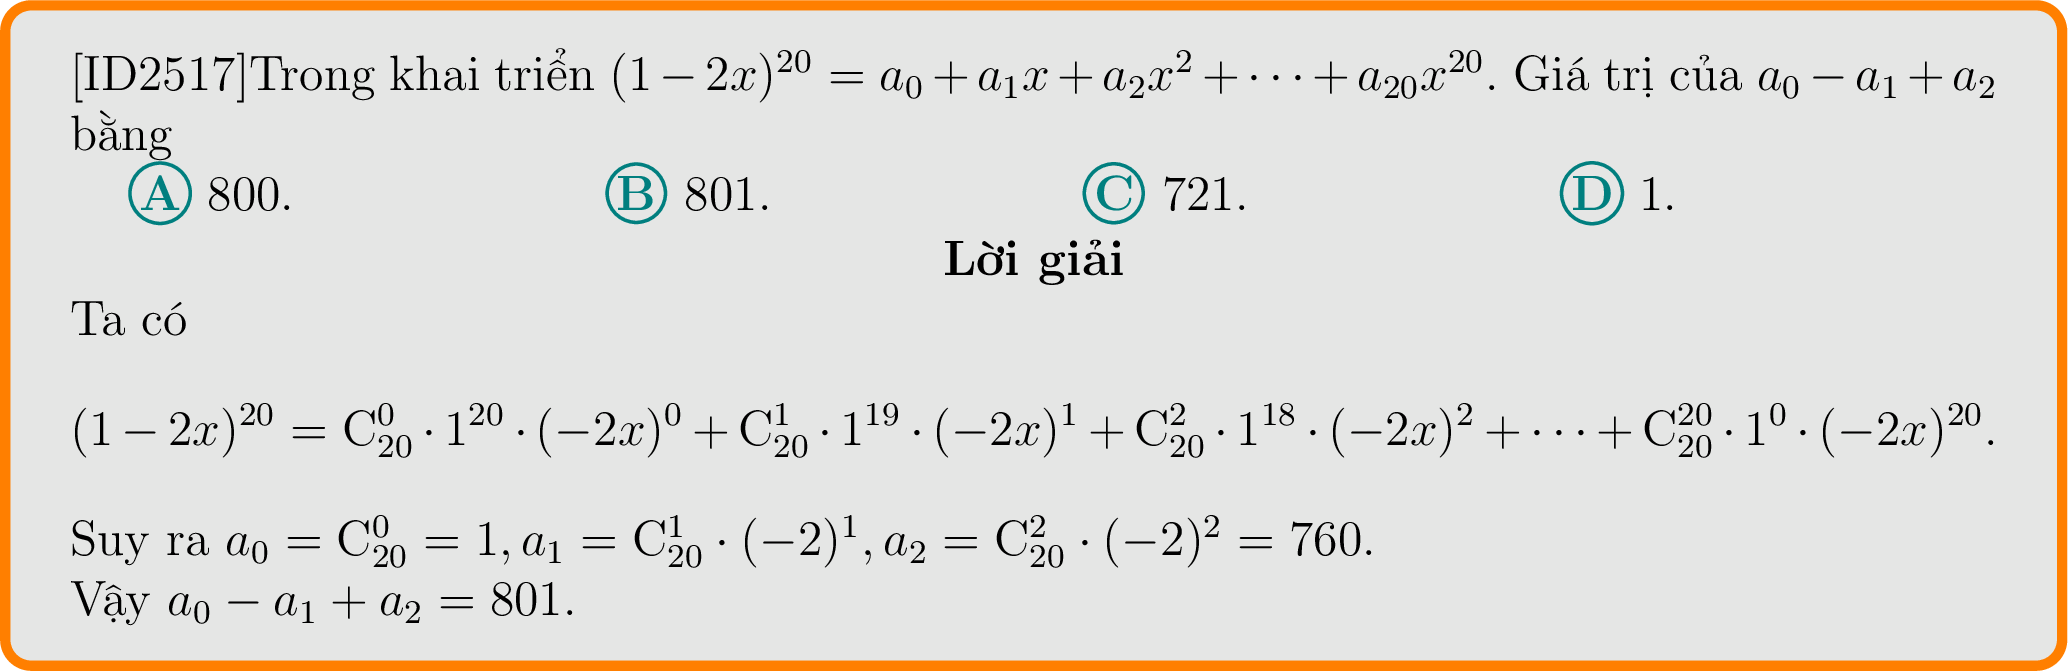 [ID2517]Trong khai triển $(1-2x)^{20} = a_0 + a_1x + a_2x^2 + \cdots + a_{20}x^{20}$. Giá trị của $a_0 - a_1 + a_2$
bằng
A 800. B 801. C 721. D 1.
Lời giải
Ta có
$(1-2x)^{20} = \mathrm{C}_{20}^{0} \cdot 1^{20} \cdot (-2x)^0 + \mathrm{C}_{20}^{1} \cdot 1^{19} \cdot (-2x)^1 + \mathrm{C}_{20}^{2} \cdot 1^{18} \cdot (-2x)^2 + \cdots + \mathrm{C}_{20}^{20} \cdot 1^0 \cdot (-2x)^{20}.$
Suy ra $a_0 = \mathrm{C}_{20}^{0} = 1, a_1 = \mathrm{C}_{20}^{1} \cdot (-2)^1, a_2 = \mathrm{C}_{20}^{2} \cdot (-2)^2 = 760.$
Vậy $a_0 - a_1 + a_2 = 801.$